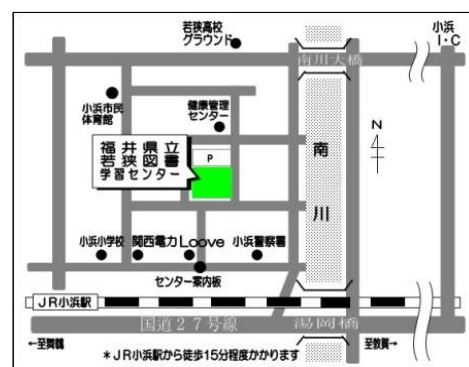 若狭高校
グラウンド
小浜
I・C
南川大橋
小浜市民
体育館
健康管理
センター
福井県立
若狭図書
学習センター
P
N
南
川
小浜小学校
関西電力
Loove
小浜警察署
センター案内板
JR小浜駅
国道27号線
湯岡橋
←至舞鶴
至敦賀→
*JR小浜駅から徒歩15分程度かかります